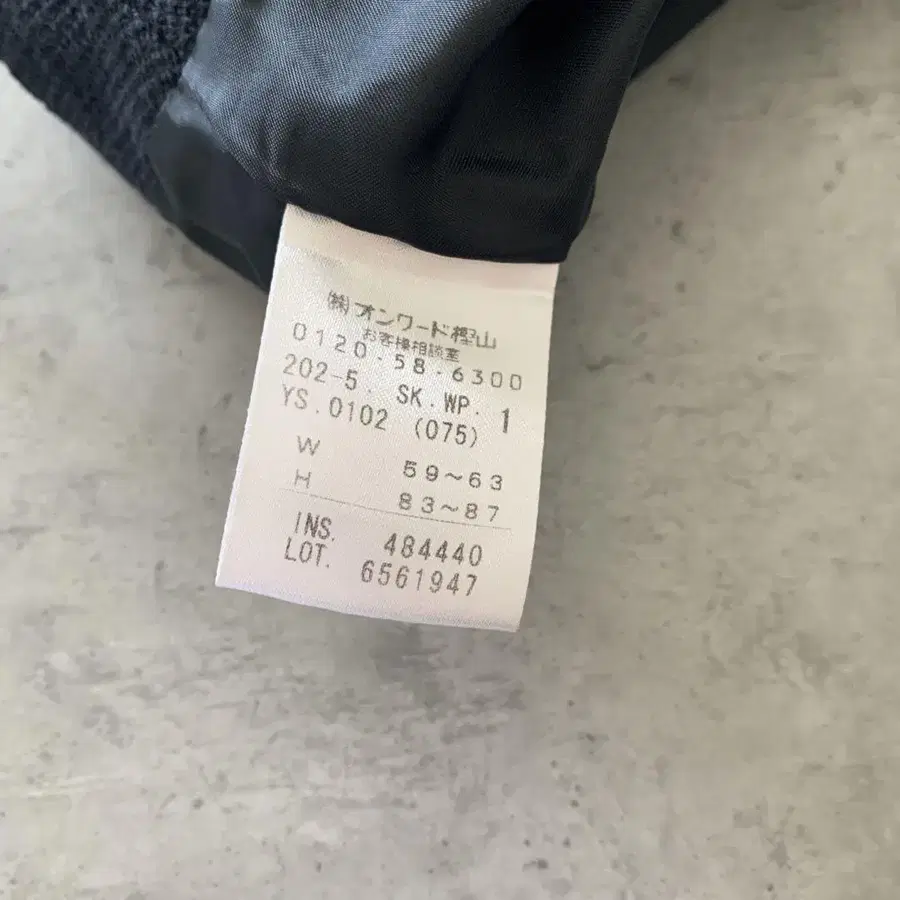 ㈱オンワード樫山
お客様相談室
0120・58・6300
202-5. SK.WP. 1
YS.0102 (075)
W 59~63
H 83~87
INS. 484440
LOT. 6561947